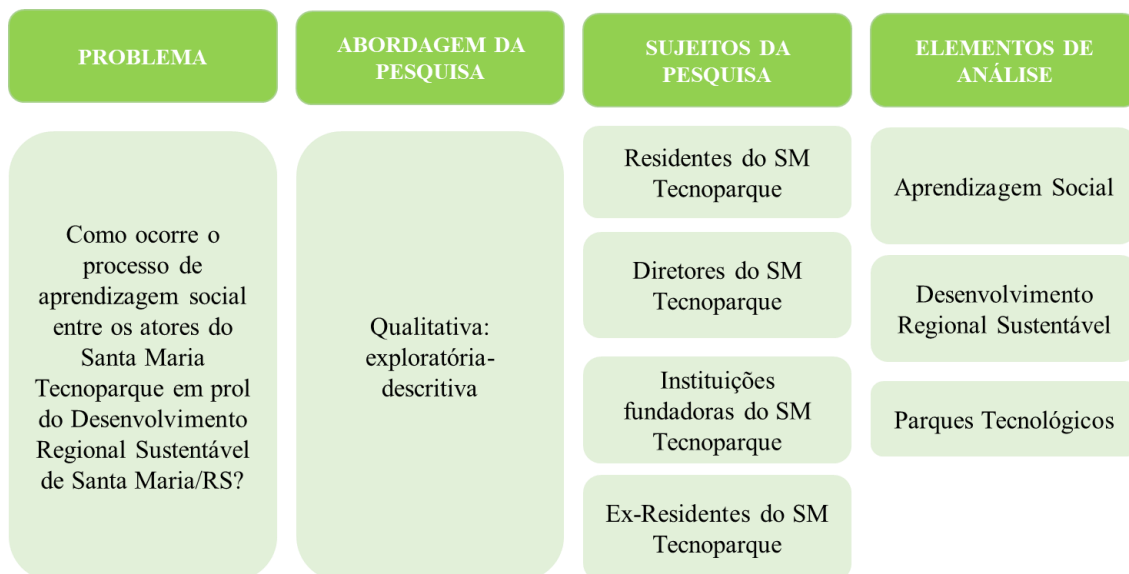 PROBLEMA
Como ocorre o
processo de
aprendizagem social
entre os atores do
Santa Maria
Tecnoparque em prol
do Desenvolvimento
Regional Sustentável
de Santa Maria/RS?
ABORDAGEM DA
PESQUISA
Qualitativa:
exploratória-
descritiva
SUJEITOS DA
PESQUISA
Residentes do SM
Tecnoparque
Diretores do SM
Tecnoparque
Instituições
fundadoras do SM
Tecnoparque
Ex-Residentes do SM
Tecnoparque
ELEMENTOS DE
ANÁLISE
Aprendizagem Social
Desenvolvimento
Regional Sustentável
Parques Tecnológicos